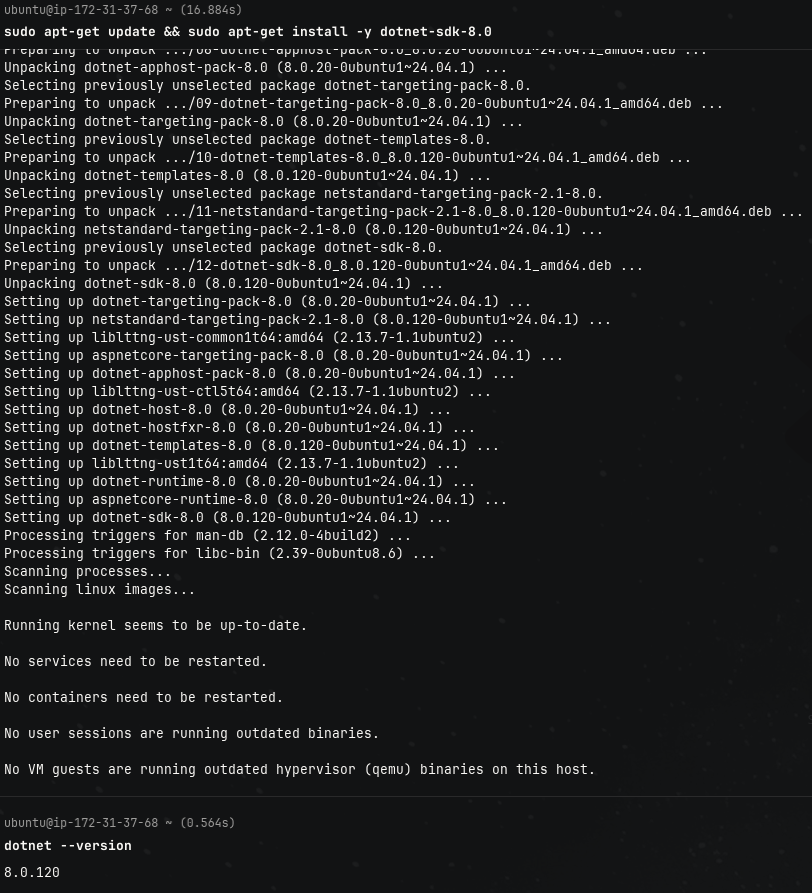 ubuntu@ip-172-31-37-68 ~ (16.884s)
sudo apt-get update && sudo apt-get install -y dotnet-sdk-8.0
Preparing to unpack .../08-dotnet-apphost-pack-8.0_8.0.20-0ubuntu1~24.04.1_amd64.deb ...
Unpacking dotnet-apphost-pack-8.0 (8.0.20-0ubuntu1~24.04.1) ...
Selecting previously unselected package dotnet-targeting-pack-8.0.
Preparing to unpack .../09-dotnet-targeting-pack-8.0_8.0.20-0ubuntu1~24.04.1_amd64.deb ...
Unpacking dotnet-targeting-pack-8.0 (8.0.20-0ubuntu1~24.04.1) ...
Selecting previously unselected package dotnet-templates-8.0.
Preparing to unpack .../10-dotnet-templates-8.0_8.0.120-0ubuntu1~24.04.1_amd64.deb ...
Unpacking dotnet-templates-8.0 (8.0.120-0ubuntu1~24.04.1) ...
Selecting previously unselected package netstandard-targeting-pack-2.1-8.0.
Preparing to unpack .../11-netstandard-targeting-pack-2.1-8.0_8.0.120-0ubuntu1~24.04.1_amd64.deb ...
Unpacking netstandard-targeting-pack-2.1-8.0 (8.0.120-0ubuntu1~24.04.1) ...
Selecting previously unselected package dotnet-sdk-8.0.
Preparing to unpack .../12-dotnet-sdk-8.0_8.0.120-0ubuntu1~24.04.1_amd64.deb ...
Unpacking dotnet-sdk-8.0 (8.0.120-0ubuntu1~24.04.1) ...
Setting up dotnet-targeting-pack-8.0 (8.0.20-0ubuntu1~24.04.1) ...
Setting up netstandard-targeting-pack-2.1-8.0 (8.0.120-0ubuntu1~24.04.1) ...
Setting up liblttng-ust-common1t64:amd64 (2.13.7-1.1ubuntu2) ...
Setting up aspnetcore-targeting-pack-8.0 (8.0.20-0ubuntu1~24.04.1) ...
Setting up dotnet-apphost-pack-8.0 (8.0.20-0ubuntu1~24.04.1) ...
Setting up liblttng-ust-ctl5t64:amd64 (2.13.7-1.1ubuntu2) ...
Setting up dotnet-host-8.0 (8.0.20-0ubuntu1~24.04.1) ...
Setting up dotnet-hostfxr-8.0 (8.0.20-0ubuntu1~24.04.1) ...
Setting up dotnet-templates-8.0 (8.0.120-0ubuntu1~24.04.1) ...
Setting up liblttng-ust1t64:amd64 (2.13.7-1.1ubuntu2) ...
Setting up dotnet-runtime-8.0 (8.0.20-0ubuntu1~24.04.1) ...
Setting up aspnetcore-runtime-8.0 (8.0.20-0ubuntu1~24.04.1) ...
Setting up dotnet-sdk-8.0 (8.0.120-0ubuntu1~24.04.1) ...
Processing triggers for man-db (2.12.0-4build2) ...
Processing triggers for libc-bin (2.39-0ubuntu8.6) ...
Scanning processes...
Scanning linux images...
Running kernel seems to be up-to-date.
No services need to be restarted.
No containers need to be restarted.
No user sessions are running outdated binaries.
No VM guests are running outdated hypervisor (qemu) binaries on this host.
ubuntu@ip-172-31-37-68 ~ (0.564s)
dotnet --version
8.0.120